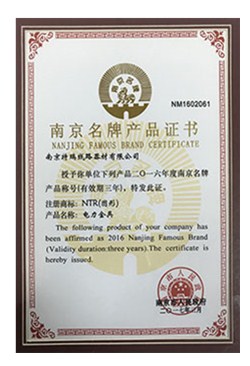 南京名牌
NM1602061
南京名牌产品证书
NANJING FAMOUS BRAND CERTIFICATE
南京特瑞线路器材有限公司
授予你单位下列产品二〇一六年度南京名牌
产品称号(有效期三年),特发此证。
注册商标: NTR(图形)
产品名称: 电力金具
The following product of your company has
been affirmed as 2016 Nanjing Famous Brand
(Validity duration:three years).The certificate is
hereby issued.
南京市人民政府